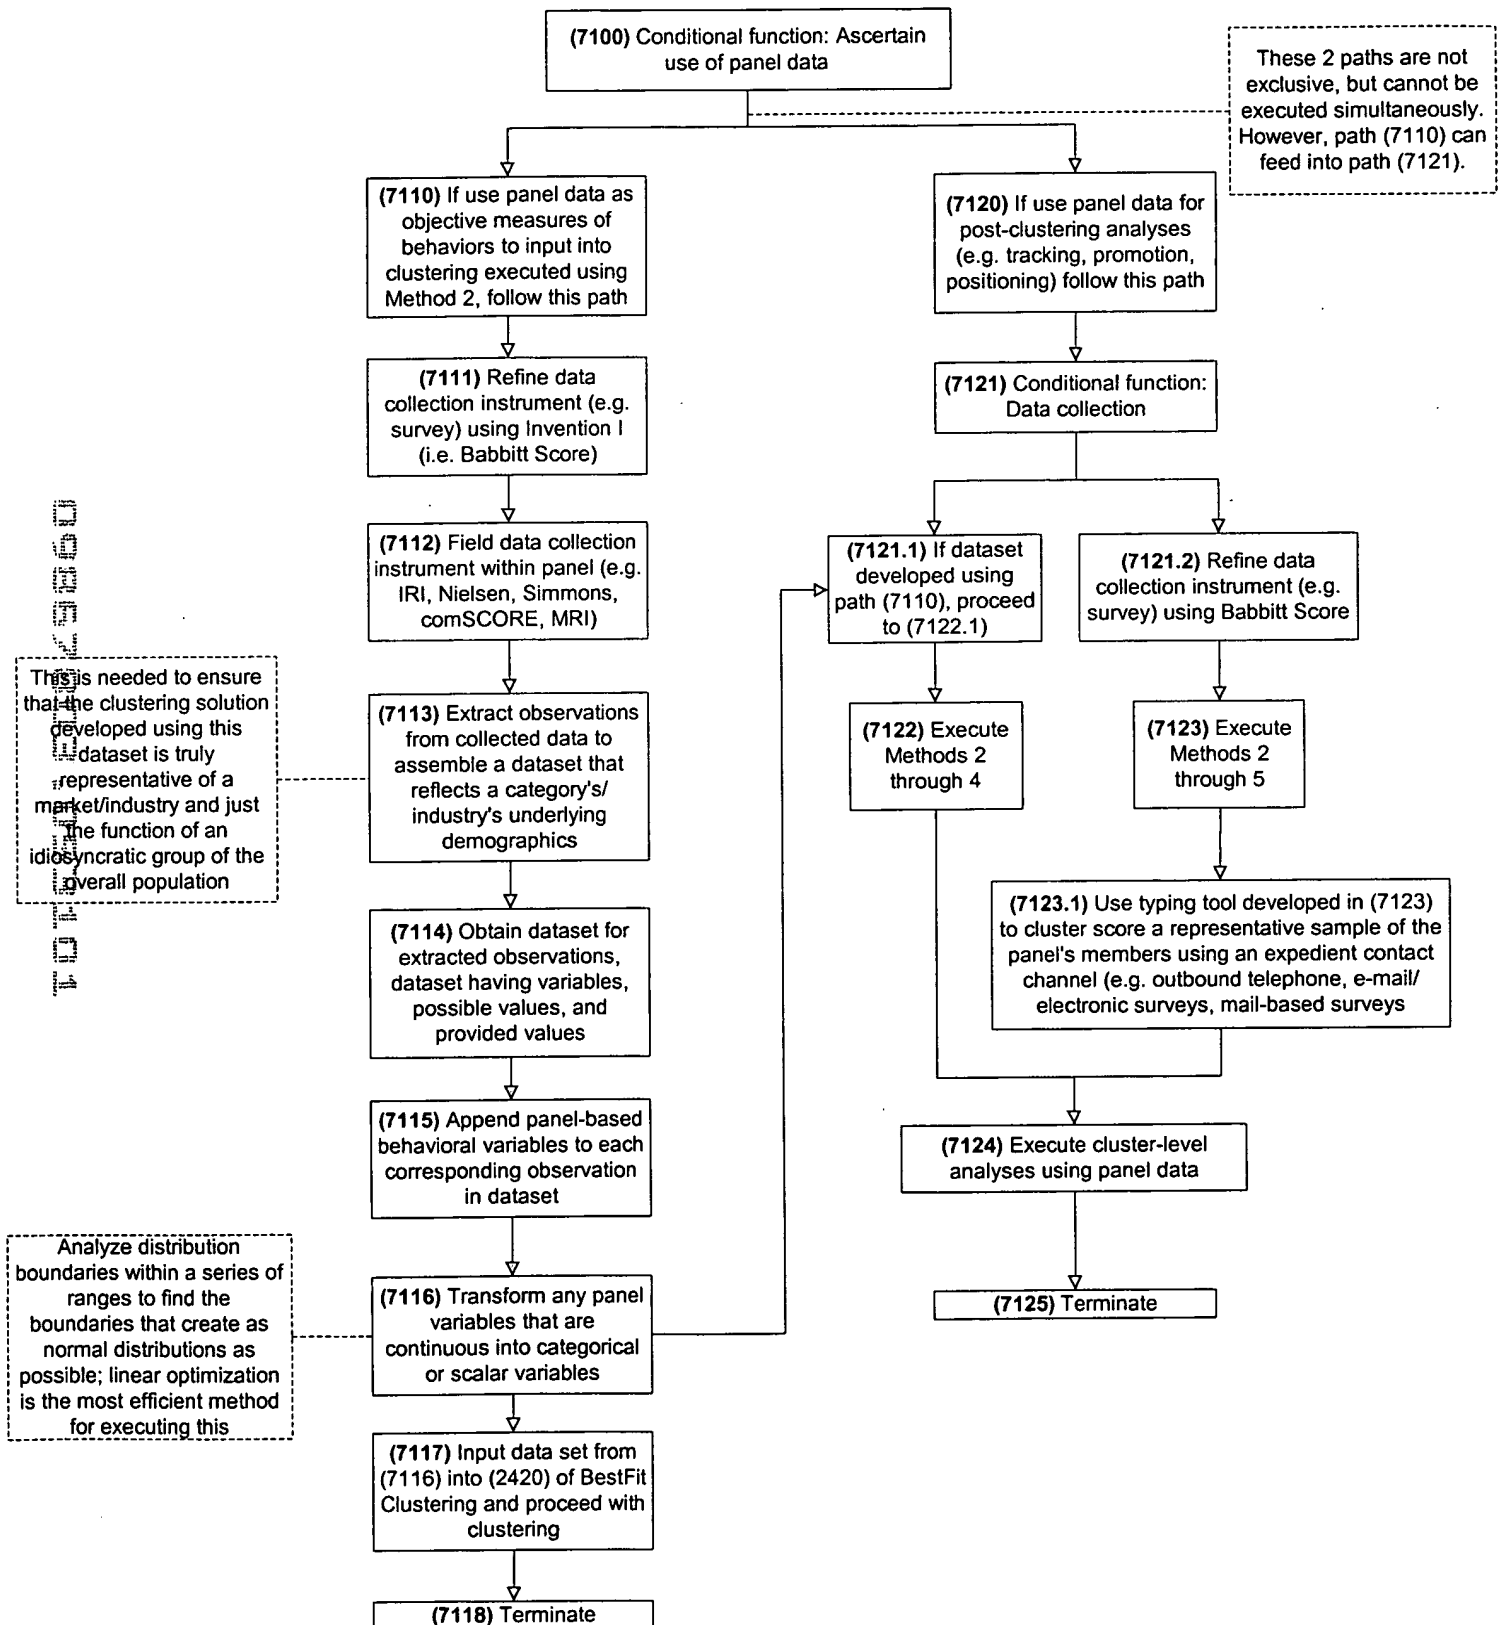 (7100) Conditional function: Ascertain
use of panel data
These 2 paths are not
exclusive, but cannot be
executed simultaneously.
However, path (7110) can
feed into path (7121).
(7110) If use panel data as
objective measures of
behaviors to input into
clustering executed using
Method 2, follow this path
(7111) Refine data
collection instrument (e.g.
survey) using Invention I
(i.e. Babbitt Score)
(7112) Field data collection
instrument within panel (e.g.
IRI, Nielsen, Simmons,
comSCORE, MRI)
This is needed to ensure
that the clustering solution
developed using this
dataset is truly
representative of a
market/industry and just
the function of an
idiosyncratic group of the
overall population
(7113) Extract observations
from collected data to
assemble a dataset that
reflects a category's/
industry's underlying
demographics
(7114) Obtain dataset for
extracted observations,
dataset having variables,
possible values, and
provided values
(7115) Append panel-based
behavioral variables to each
corresponding observation
in dataset
Analyze distribution
boundaries within a series of
ranges to find the
boundaries that create as
normal distributions as
possible; linear optimization
is the most efficient method
for executing this
(7116) Transform any panel
variables that are
continuous into categorical
or scalar variables
(7117) Input data set from
(7116) into (2420) of BestFit
Clustering and proceed with
clustering
(7118) Terminate
(7120) If use panel data for
post-clustering analyses
(e.g. tracking, promotion,
positioning) follow this path
(7121) Conditional function:
Data collection
(7121.1) If dataset
developed using
path (7110), proceed
to (7122.1)
(7121.2) Refine data
collection instrument (e.g.
survey) using Babbitt Score
(7122) Execute
Methods 2
through 4
(7123) Execute
Methods 2
through 5
(7123.1) Use typing tool developed in (7123)
to cluster score a representative sample of the
panel's members using an expedient contact
channel (e.g. outbound telephone, e-mail/
electronic surveys, mail-based surveys
(7124) Execute cluster-level
analyses using panel data
(7125) Terminate